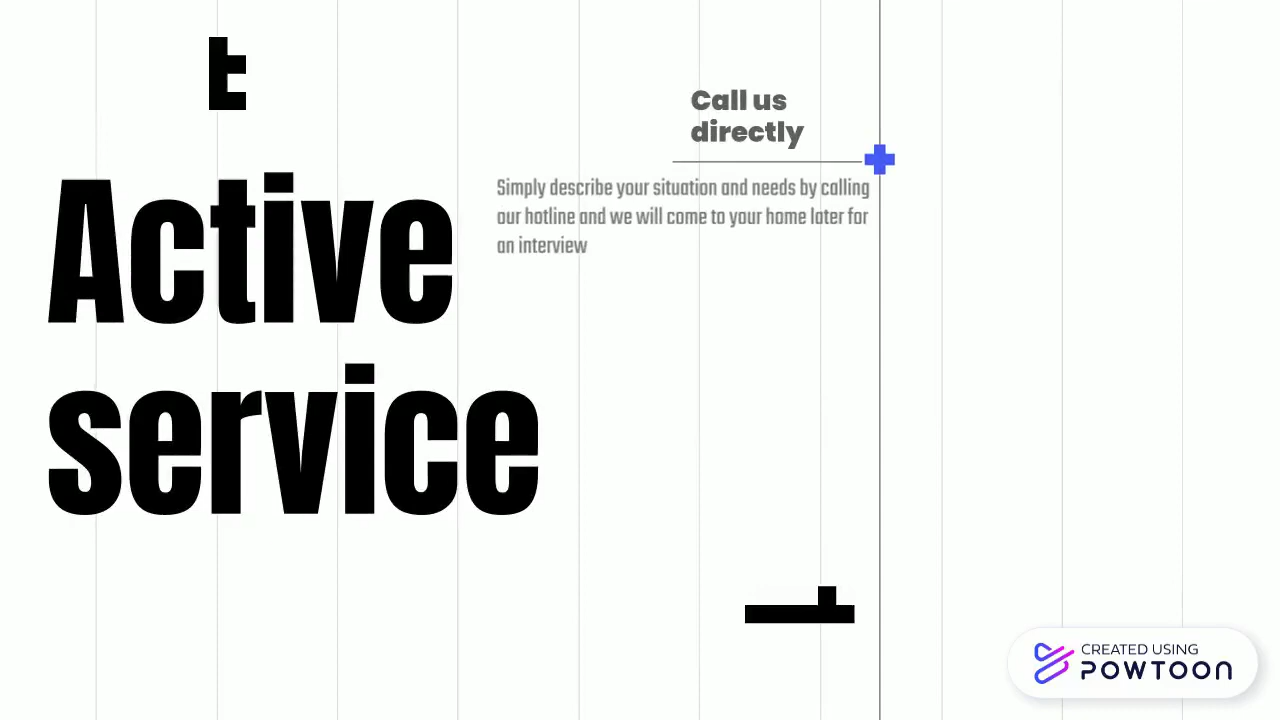 Call us
directly
Simply describe your situation and needs by calling
our hotline and we will come to your home later for
an interview
Active
service
CREATED USING
POWTOON